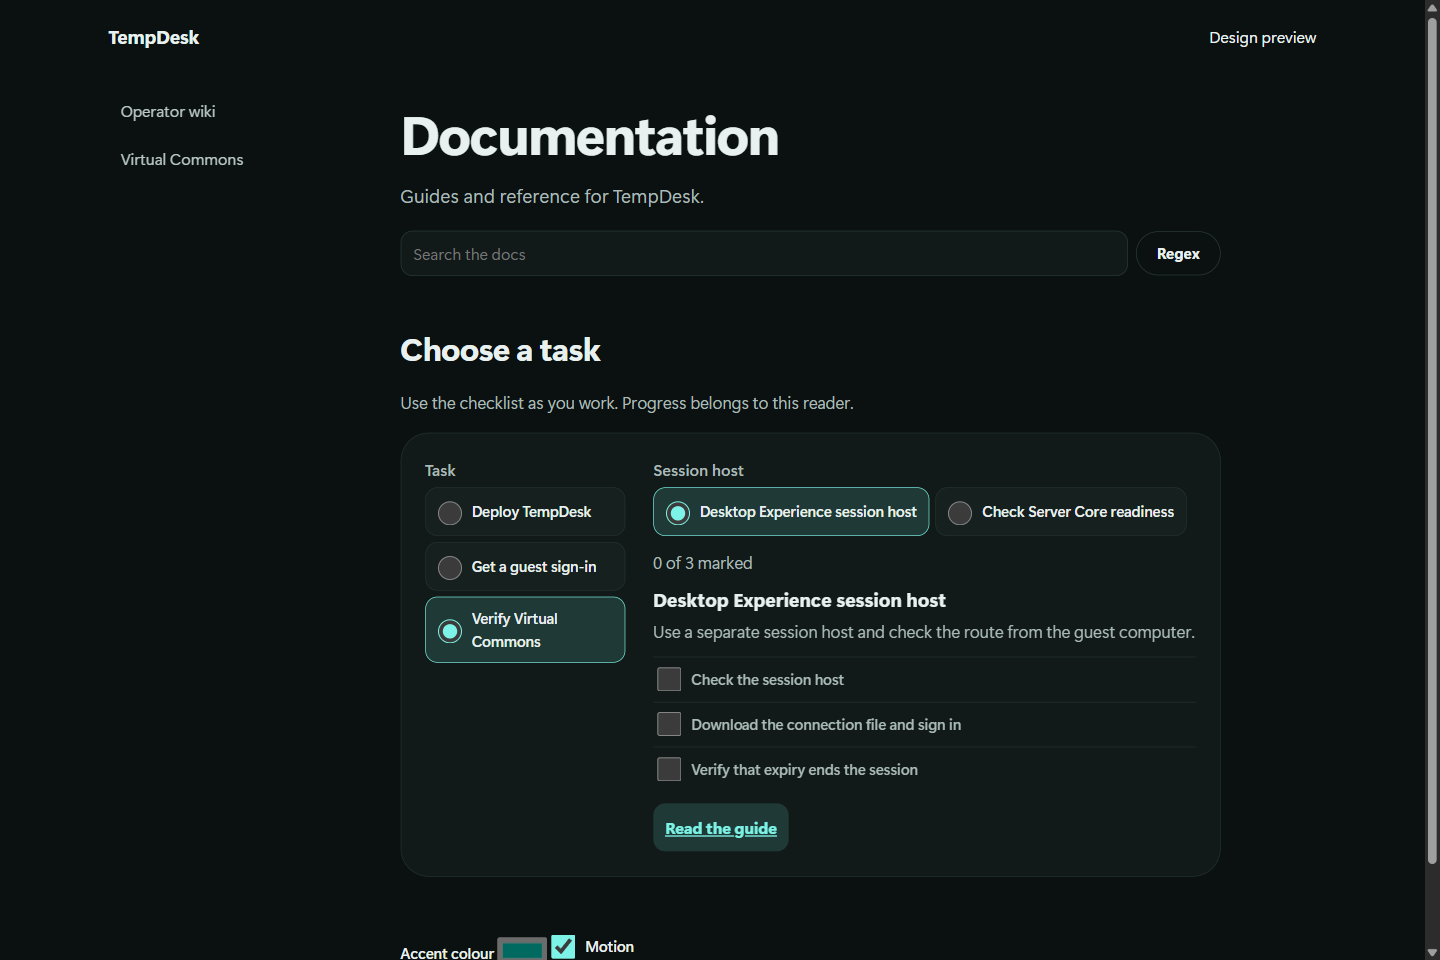 TempDesk
Design preview
Operator wiki
Virtual Commons
Documentation
Guides and reference for TempDesk.
Search the docs
Regex
Choose a task
Use the checklist as you work. Progress belongs to this reader.
Task
Deploy TempDesk
Get a guest sign-in
Verify Virtual
Commons
Session host
Desktop Experience session host
Check Server Core readiness
0 of 3 marked
Desktop Experience session host
Use a separate session host and check the route from the guest computer.
Check the session host
Download the connection file and sign in
Verify that expiry ends the session
Read the guide
Accent colour
Motion